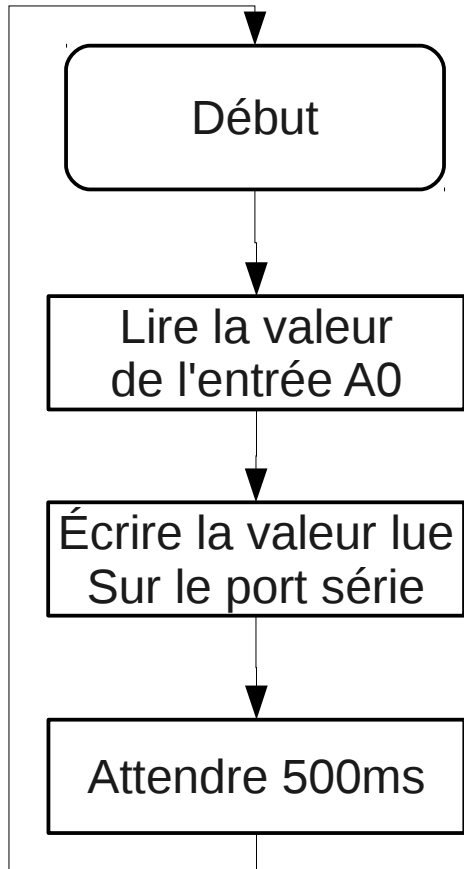 Début
Lire la valeur
de l'entrée A0
Écrire la valeur lue
Sur le port série
Attendre 500ms